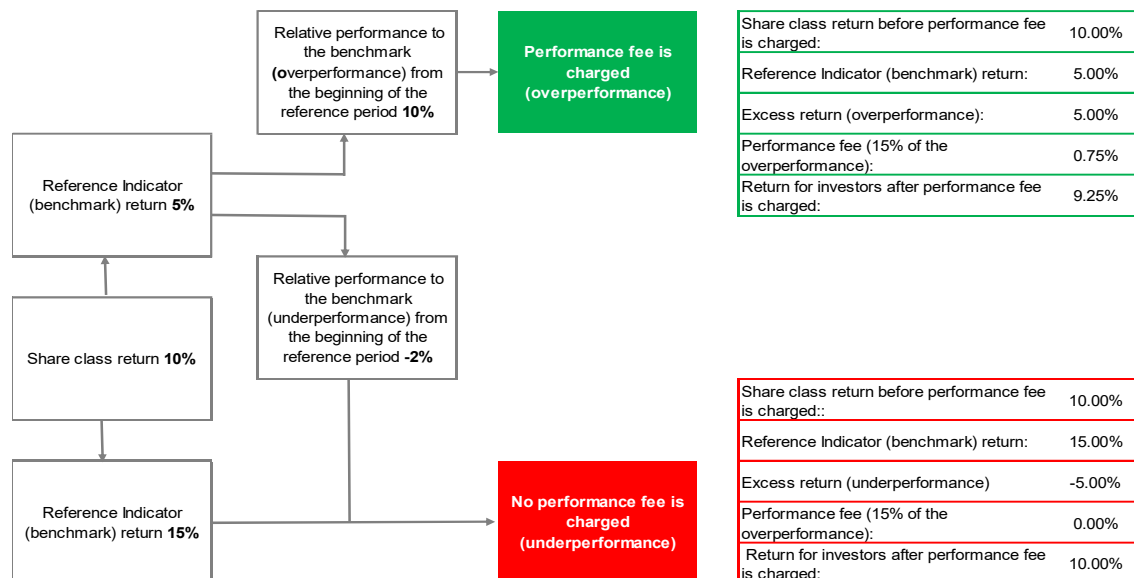 Relative performance to
the benchmark
(overperformance) from
the beginning of the
reference period 10%
Performance fee is
charged
(overperformance)
Reference Indicator
(benchmark) return 5%
Relative performance to
the benchmark
(underperformance) from
the beginning of the
reference period -2%
Share class return 10%
Reference Indicator
(benchmark) return 15%
No performance fee is
charged
(underperformance)
Share class return before performance fee
is charged: 10.00%
Reference Indicator (benchmark) return: 5.00%
Excess return (overperformance): 5.00%
Performance fee (15% of the
overperformance): 0.75%
Return for investors after performance fee
is charged: 9.25%
Share class return before performance fee
is charged:: 10.00%
Reference Indicator (benchmark) return: 15.00%
Excess return (underperformance) -5.00%
Performance fee (15% of the
overperformance): 0.00%
Return for investors after performance fee
is charged: 10.00%